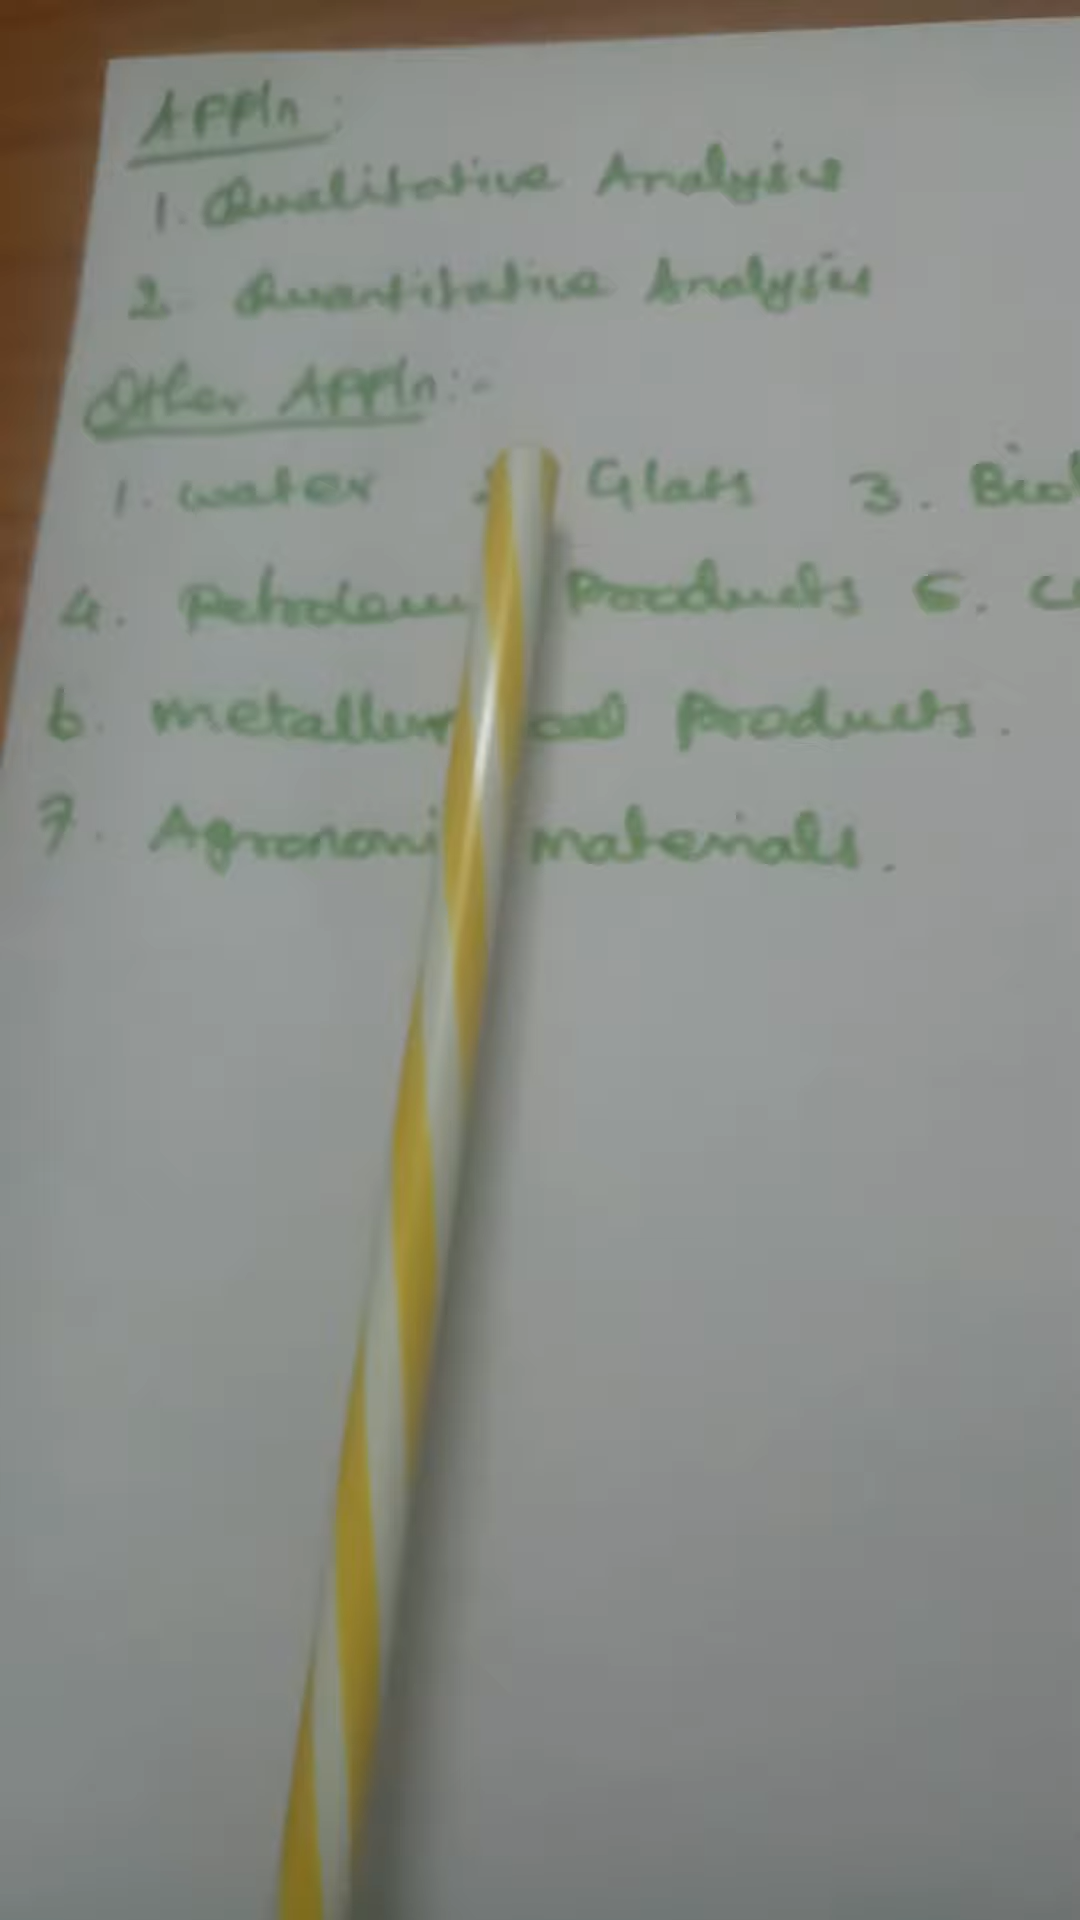 Appln:
1. Qualitative Analysis
2. Quantitative Analysis
Other Appln:-
1. water Glass 3.
4. Petroleum Products 5.
6. products.
7. materials.